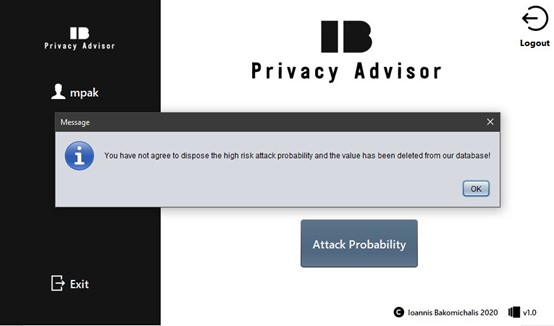 Privacy Advisor
mpak
Exit
Logout
IB
Privacy Advisor
Message
You have not agree to dispose the high risk attack probability and the value has been deleted from our database!
OK
Attack Probability
© Ioannis Bakomichalis 2020 v1.0